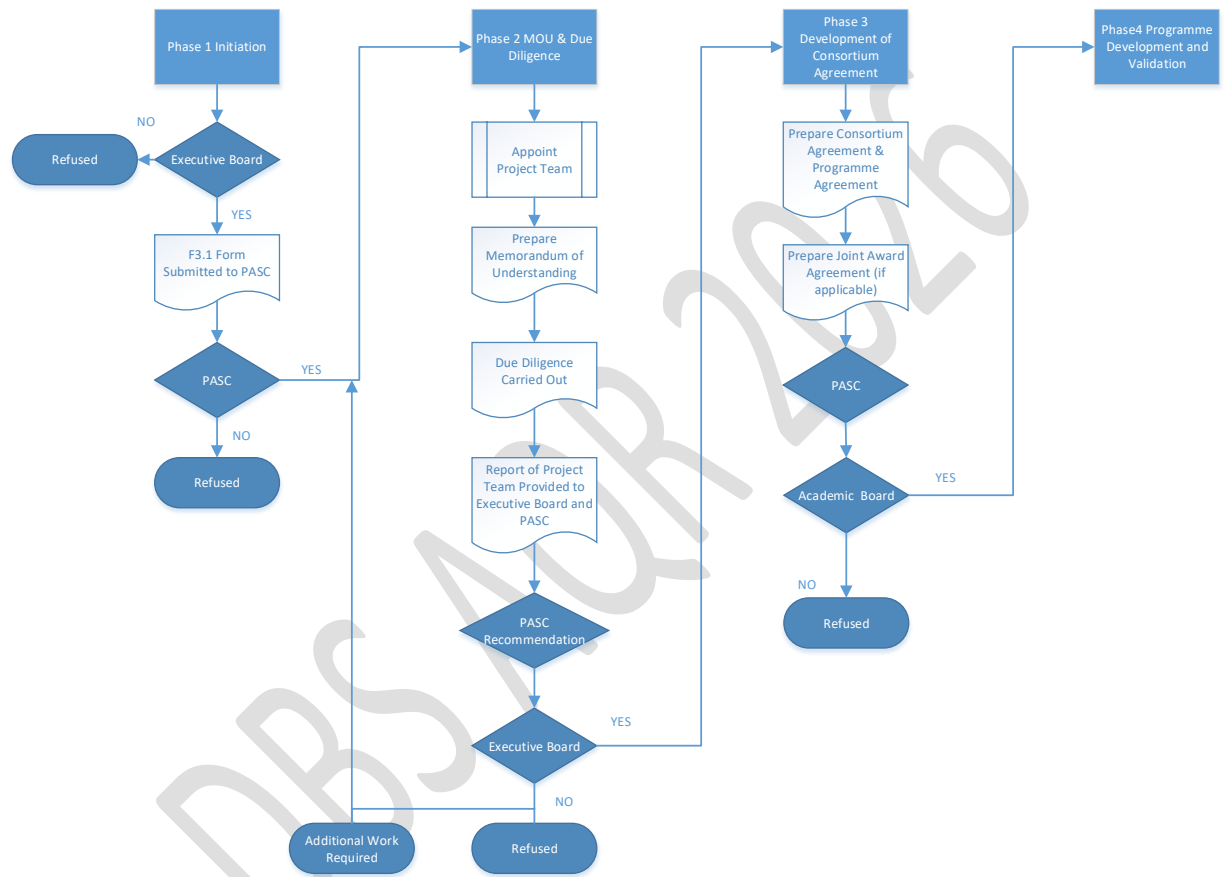 Phase 1 Initiation
NO
Refused
Executive Board
YES
F3.1 Form
Submitted to PASC
PASC
YES
NO
Refused
Phase 2 MOU & Due
Diligence
Appoint
Project Team
Prepare
Memorandum of
Understanding
Due Diligence
Carried Out
Report of Project
Team Provided to
Executive Board and
PASC
PASC
Recommendation
Executive Board
YES
NO
Additional Work
Required
Refused
Phase 3
Development of
Consortium
Agreement
Prepare Consortium
Agreement &
Programme
Agreement
Prepare Joint Award
Agreement (if
applicable)
PASC
Academic Board
YES
NO
Refused
Phase4 Programme
Development and
Validation
DBS AQR 2026